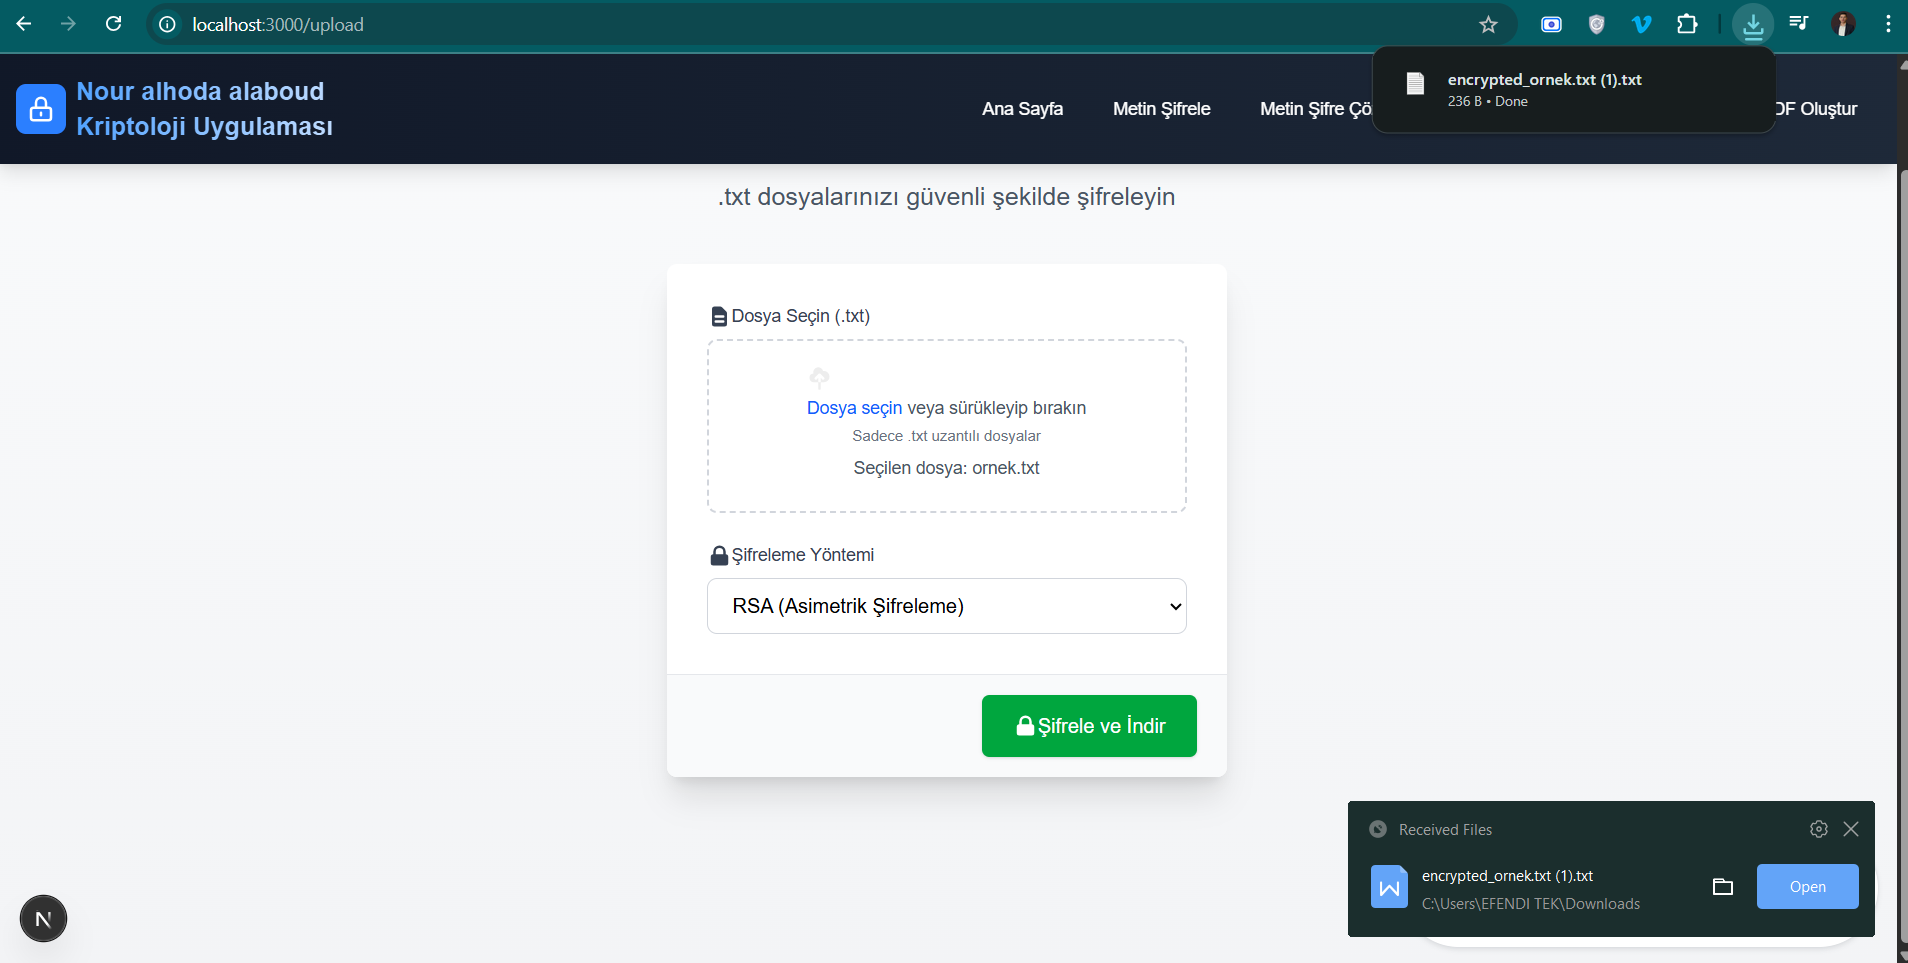 localhost:3000/upload
encrypted_ornek.txt (1).txt
236 B • Done
Nour alhoda alaboud
Kriptoloji Uygulaması
Ana Sayfa
Metin Şifrele
Metin Şifre
Oluştur
.txt dosyalarınızı güvenli şekilde şifreleyin
Dosya Seçin (.txt)
Dosya seçin veya sürükleyip bırakın
Sadece .txt uzantılı dosyalar
Seçilen dosya: ornek.txt
Şifreleme Yöntemi
RSA (Asimetrik Şifreleme)
Şifrele ve İndir
Received Files
encrypted_ornek.txt (1).txt
C:\Users\EFENDI TEK\Downloads
Open
N